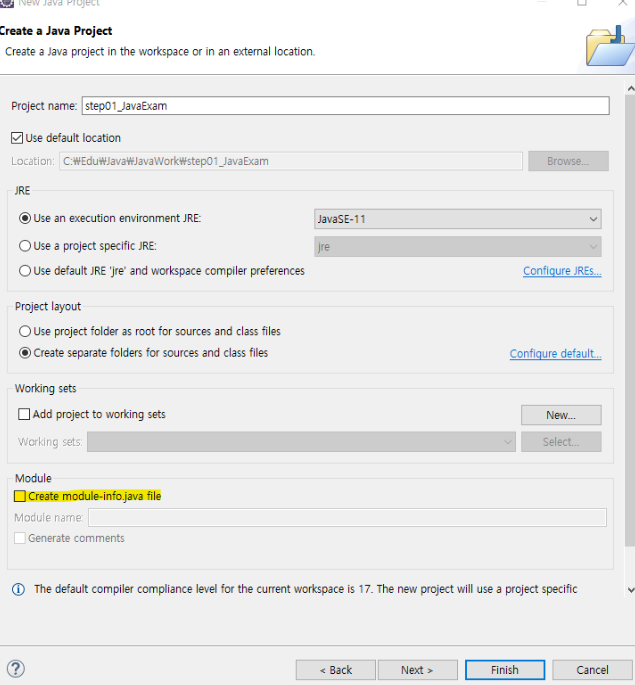 New Java Project
Create a Java Project
Create a Java project in the workspace or in an external location.
Project name: step01_JavaExam
Use default location
Location: C:₩Edu₩Java₩JavaWork₩step01_JavaExam Browse...
JRE
Use an execution environment JRE: JavaSE-11
Use a project specific JRE: jre
Use default JRE 'jre' and workspace compiler preferences Configure JREs...
Project layout
Use project folder as root for sources and class files
Create separate folders for sources and class files Configure default...
Working sets
Add project to working sets New...
Working sets: Select...
Module
Create module-info.java file
Module name:
Generate comments
The default compiler compliance level for the current workspace is 17. The new project will use a project specific
< Back Next > Finish Cancel